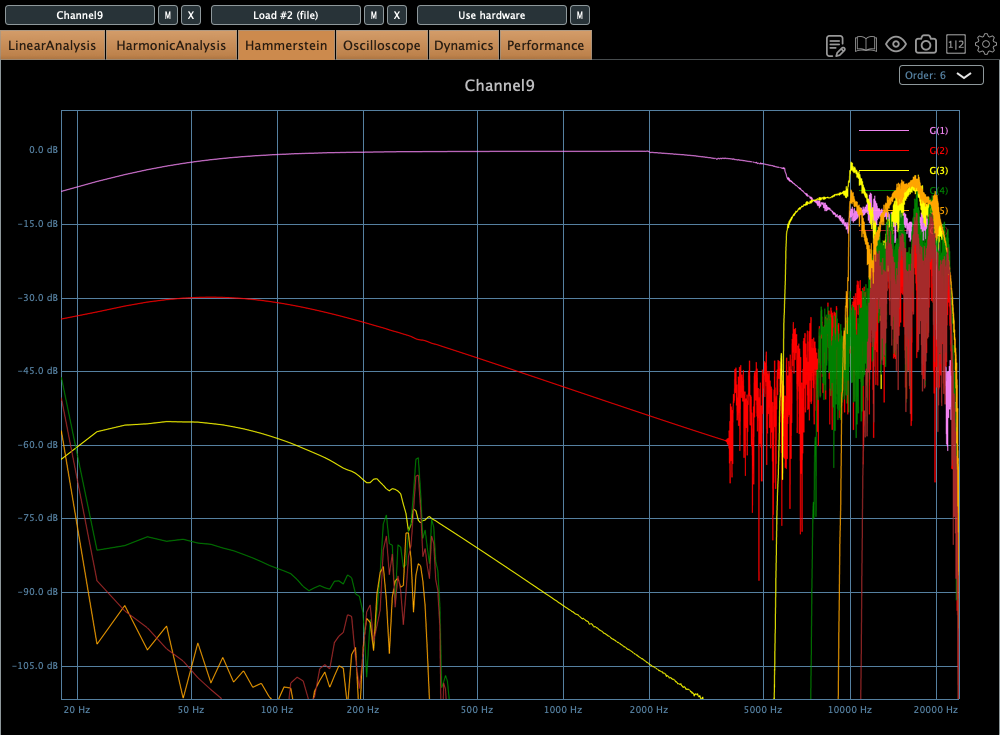 Channel9 M X Load #2 (file) M X Use hardware M
LinearAnalysis HarmonicAnalysis Hammerstein Oscilloscope Dynamics Performance 1|2
Order: 6
Channel9
G(1)
G(2)
G(3)
G(4)
0.0 dB
-15.0 dB
-30.0 dB
-45.0 dB
-60.0 dB
-75.0 dB
-90.0 dB
-105.0 dB
20 Hz 50 Hz 100 Hz 200 Hz 500 Hz 1000 Hz 2000 Hz 5000 Hz 10000 Hz 20000 Hz